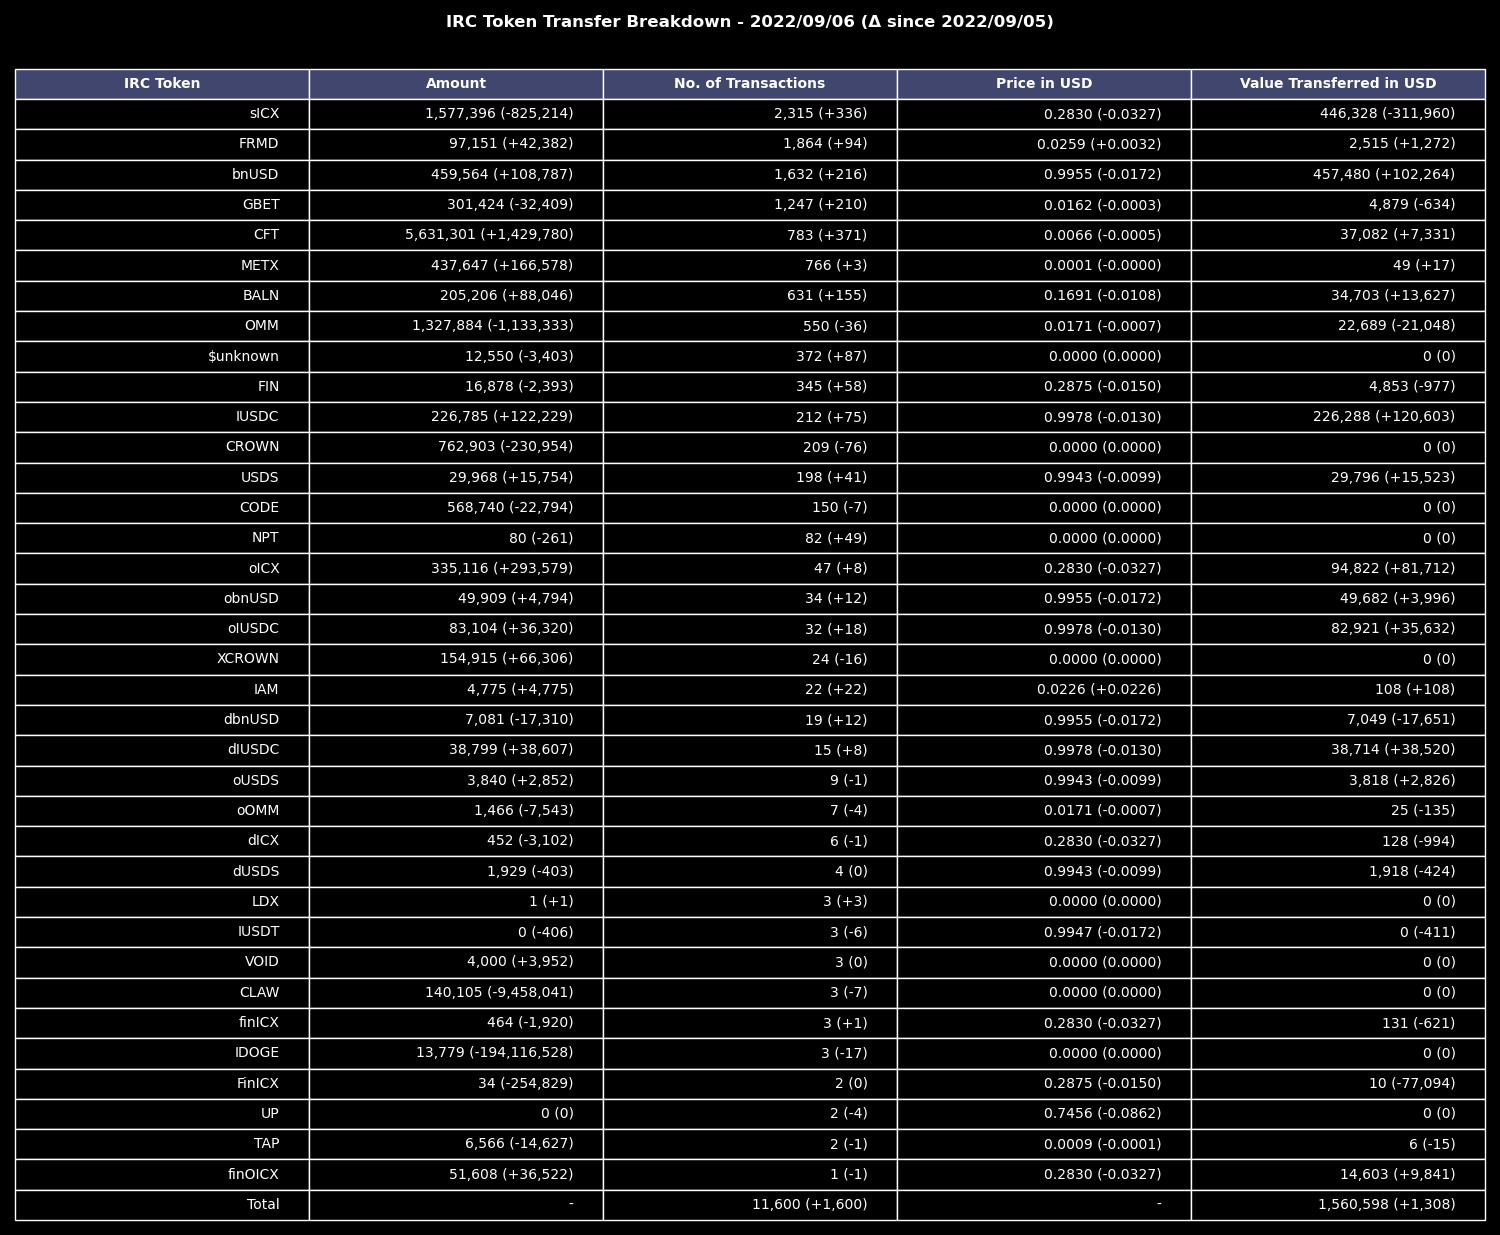 IRC Token Transfer Breakdown - 2022/09/06 (Δ since 2022/09/05)
IRC Token Amount No. of Transactions Price in USD Value Transferred in USD
sICX 1,577,396 (-825,214) 2,315 (+336) 0.2830 (-0.0327) 446,328 (-311,960)
FRMD 97,151 (+42,382) 1,864 (+94) 0.0259 (+0.0032) 2,515 (+1,272)
bnUSD 459,564 (+108,787) 1,632 (+216) 0.9955 (-0.0172) 457,480 (+102,264)
GBET 301,424 (-32,409) 1,247 (+210) 0.0162 (-0.0003) 4,879 (-634)
CFT 5,631,301 (+1,429,780) 783 (+371) 0.0066 (-0.0005) 37,082 (+7,331)
METX 437,647 (+166,578) 766 (+3) 0.0001 (-0.0000) 49 (+17)
BALN 205,206 (+88,046) 631 (+155) 0.1691 (-0.0108) 34,703 (+13,627)
OMM 1,327,884 (-1,133,333) 550 (-36) 0.0171 (-0.0007) 22,689 (-21,048)
$unknown 12,550 (-3,403) 372 (+87) 0.0000 (0.0000) 0 (0)
FIN 16,878 (-2,393) 345 (+58) 0.2875 (-0.0150) 4,853 (-977)
IUSDC 226,785 (+122,229) 212 (+75) 0.9978 (-0.0130) 226,288 (+120,603)
CROWN 762,903 (-230,954) 209 (-76) 0.0000 (0.0000) 0 (0)
USDS 29,968 (+15,754) 198 (+41) 0.9943 (-0.0099) 29,796 (+15,523)
CODE 568,740 (-22,794) 150 (-7) 0.0000 (0.0000) 0 (0)
NPT 80 (-261) 82 (+49) 0.0000 (0.0000) 0 (0)
oICX 335,116 (+293,579) 47 (+8) 0.2830 (-0.0327) 94,822 (+81,712)
obnUSD 49,909 (+4,794) 34 (+12) 0.9955 (-0.0172) 49,682 (+3,996)
oIUSDC 83,104 (+36,320) 32 (+18) 0.9978 (-0.0130) 82,921 (+35,632)
XCROWN 154,915 (+66,306) 24 (-16) 0.0000 (0.0000) 0 (0)
IAM 4,775 (+4,775) 22 (+22) 0.0226 (+0.0226) 108 (+108)
dbnUSD 7,081 (-17,310) 19 (+12) 0.9955 (-0.0172) 7,049 (-17,651)
dIUSDC 38,799 (+38,607) 15 (+8) 0.9978 (-0.0130) 38,714 (+38,520)
oUSDS 3,840 (+2,852) 9 (-1) 0.9943 (-0.0099) 3,818 (+2,826)
oOMM 1,466 (-7,543) 7 (-4) 0.0171 (-0.0007) 25 (-135)
dICX 452 (-3,102) 6 (-1) 0.2830 (-0.0327) 128 (-994)
dUSDS 1,929 (-403) 4 (0) 0.9943 (-0.0099) 1,918 (-424)
LDX 1 (+1) 3 (+3) 0.0000 (0.0000) 0 (0)
IUSDT 0 (-406) 3 (-6) 0.9947 (-0.0172) 0 (-411)
VOID 4,000 (+3,952) 3 (0) 0.0000 (0.0000) 0 (0)
CLAW 140,105 (-9,458,041) 3 (-7) 0.0000 (0.0000) 0 (0)
finICX 464 (-1,920) 3 (+1) 0.2830 (-0.0327) 131 (-621)
IDOGE 13,779 (-194,116,528) 3 (-17) 0.0000 (0.0000) 0 (0)
FinICX 34 (-254,829) 2 (0) 0.2875 (-0.0150) 10 (-77,094)
UP 0 (0) 2 (-4) 0.7456 (-0.0862) 0 (0)
TAP 6,566 (-14,627) 2 (-1) 0.0009 (-0.0001) 6 (-15)
finOICX 51,608 (+36,522) 1 (-1) 0.2830 (-0.0327) 14,603 (+9,841)
Total - 11,600 (+1,600) - 1,560,598 (+1,308)